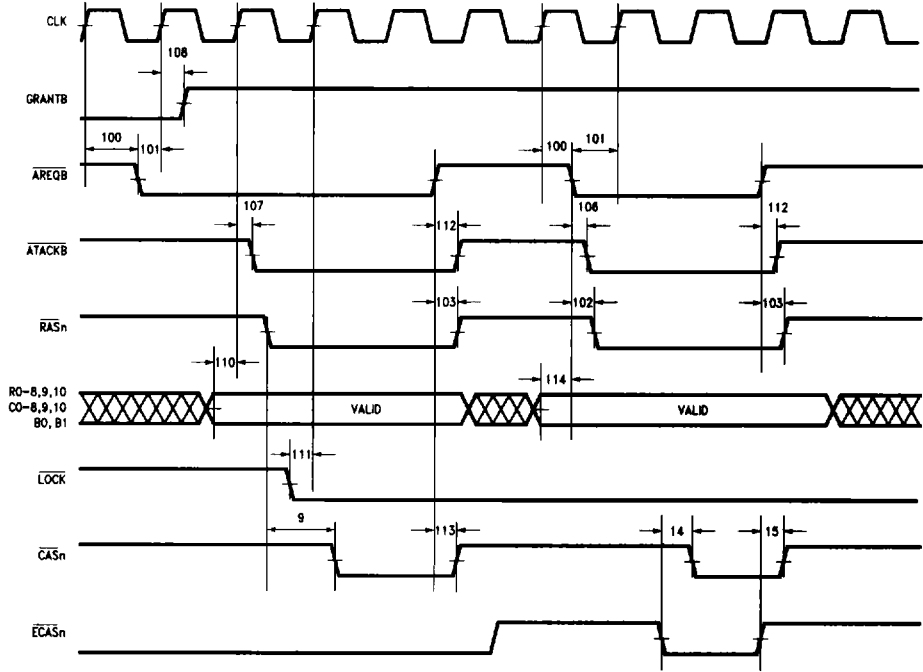 CLK
108
GRANTB
100 101
100 101
AREQB
107
106
112
112
ATACKB
103 102 103
RASn
110
114
R0-8,9,10
C0-8,9,10
B0, B1
VALID VALID
111
LOCK
9 113 14 15
CASn
ECASn